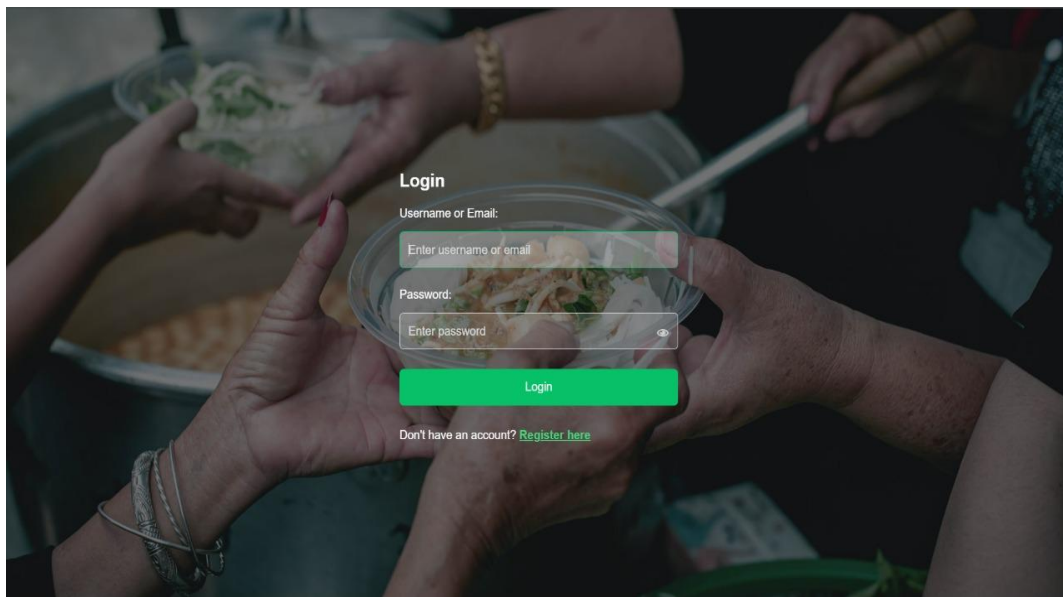 Login
Username or Email:
Enter username or email
Password:
Enter password
Login
Don't have an account? Register here